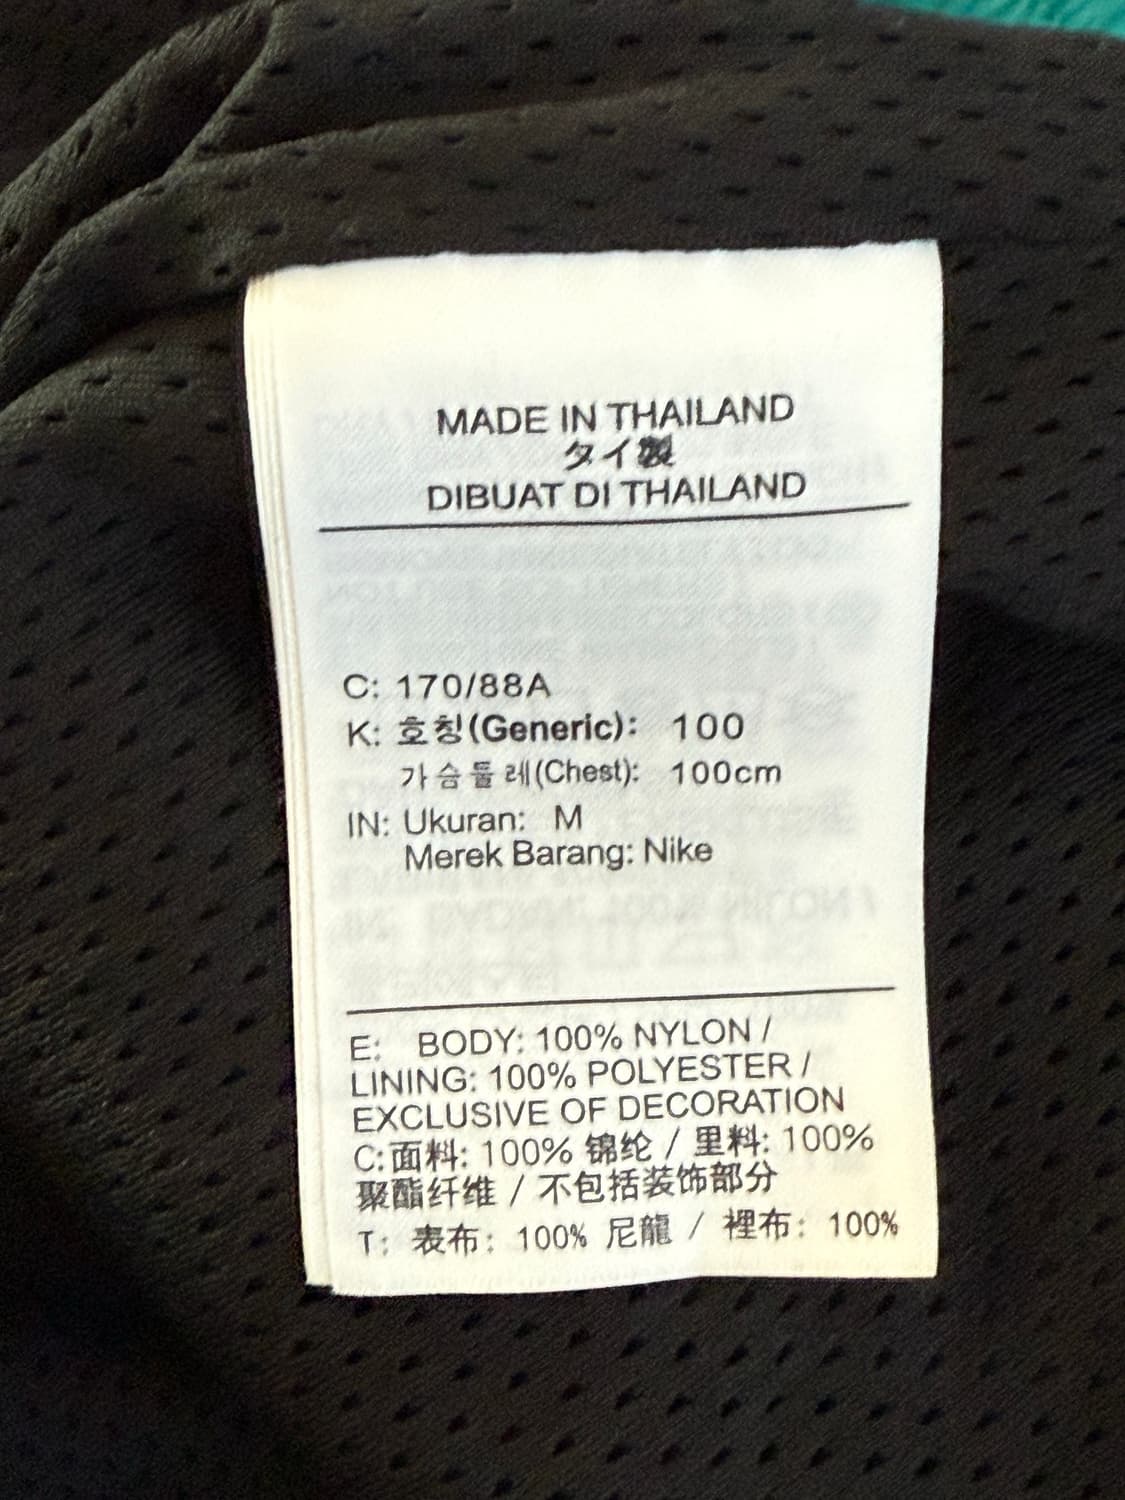 MADE IN THAILAND
タイ製
DIBUAT DI THAILAND
C: 170/88A
K: 호칭(Generic): 100
가슴둘레(Chest): 100cm
IN: Ukuran: M
Merek Barang: Nike
E: BODY: 100% NYLON /
LINING: 100% POLYESTER /
EXCLUSIVE OF DECORATION
C:面料: 100% 锦纶 / 里料: 100%
聚酯纤维 / 不包括装饰部分
T: 表布: 100% 尼龍 / 裡布: 100%